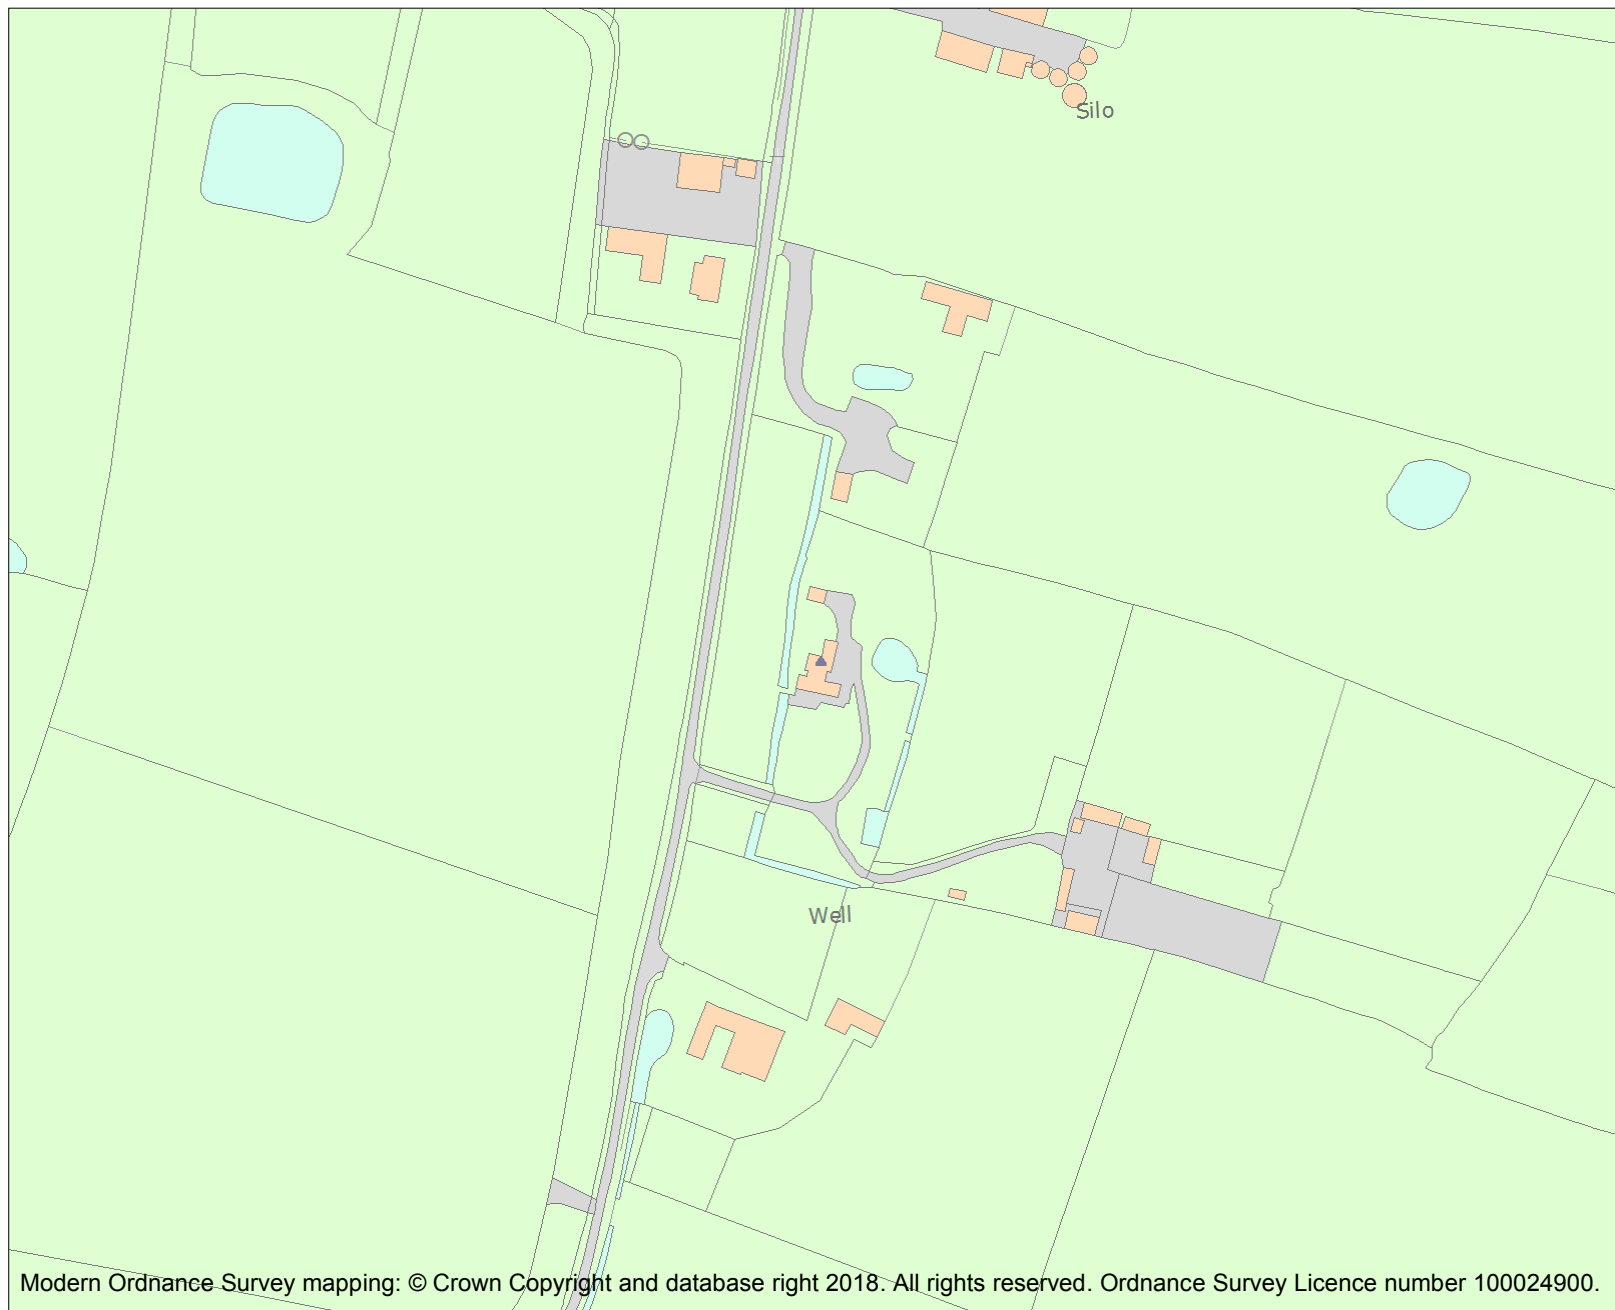 Silo
Well
Modern Ordnance Survey mapping: © Crown Copyright and database right 2018. All rights reserved. Ordnance Survey Licence number 100024900.